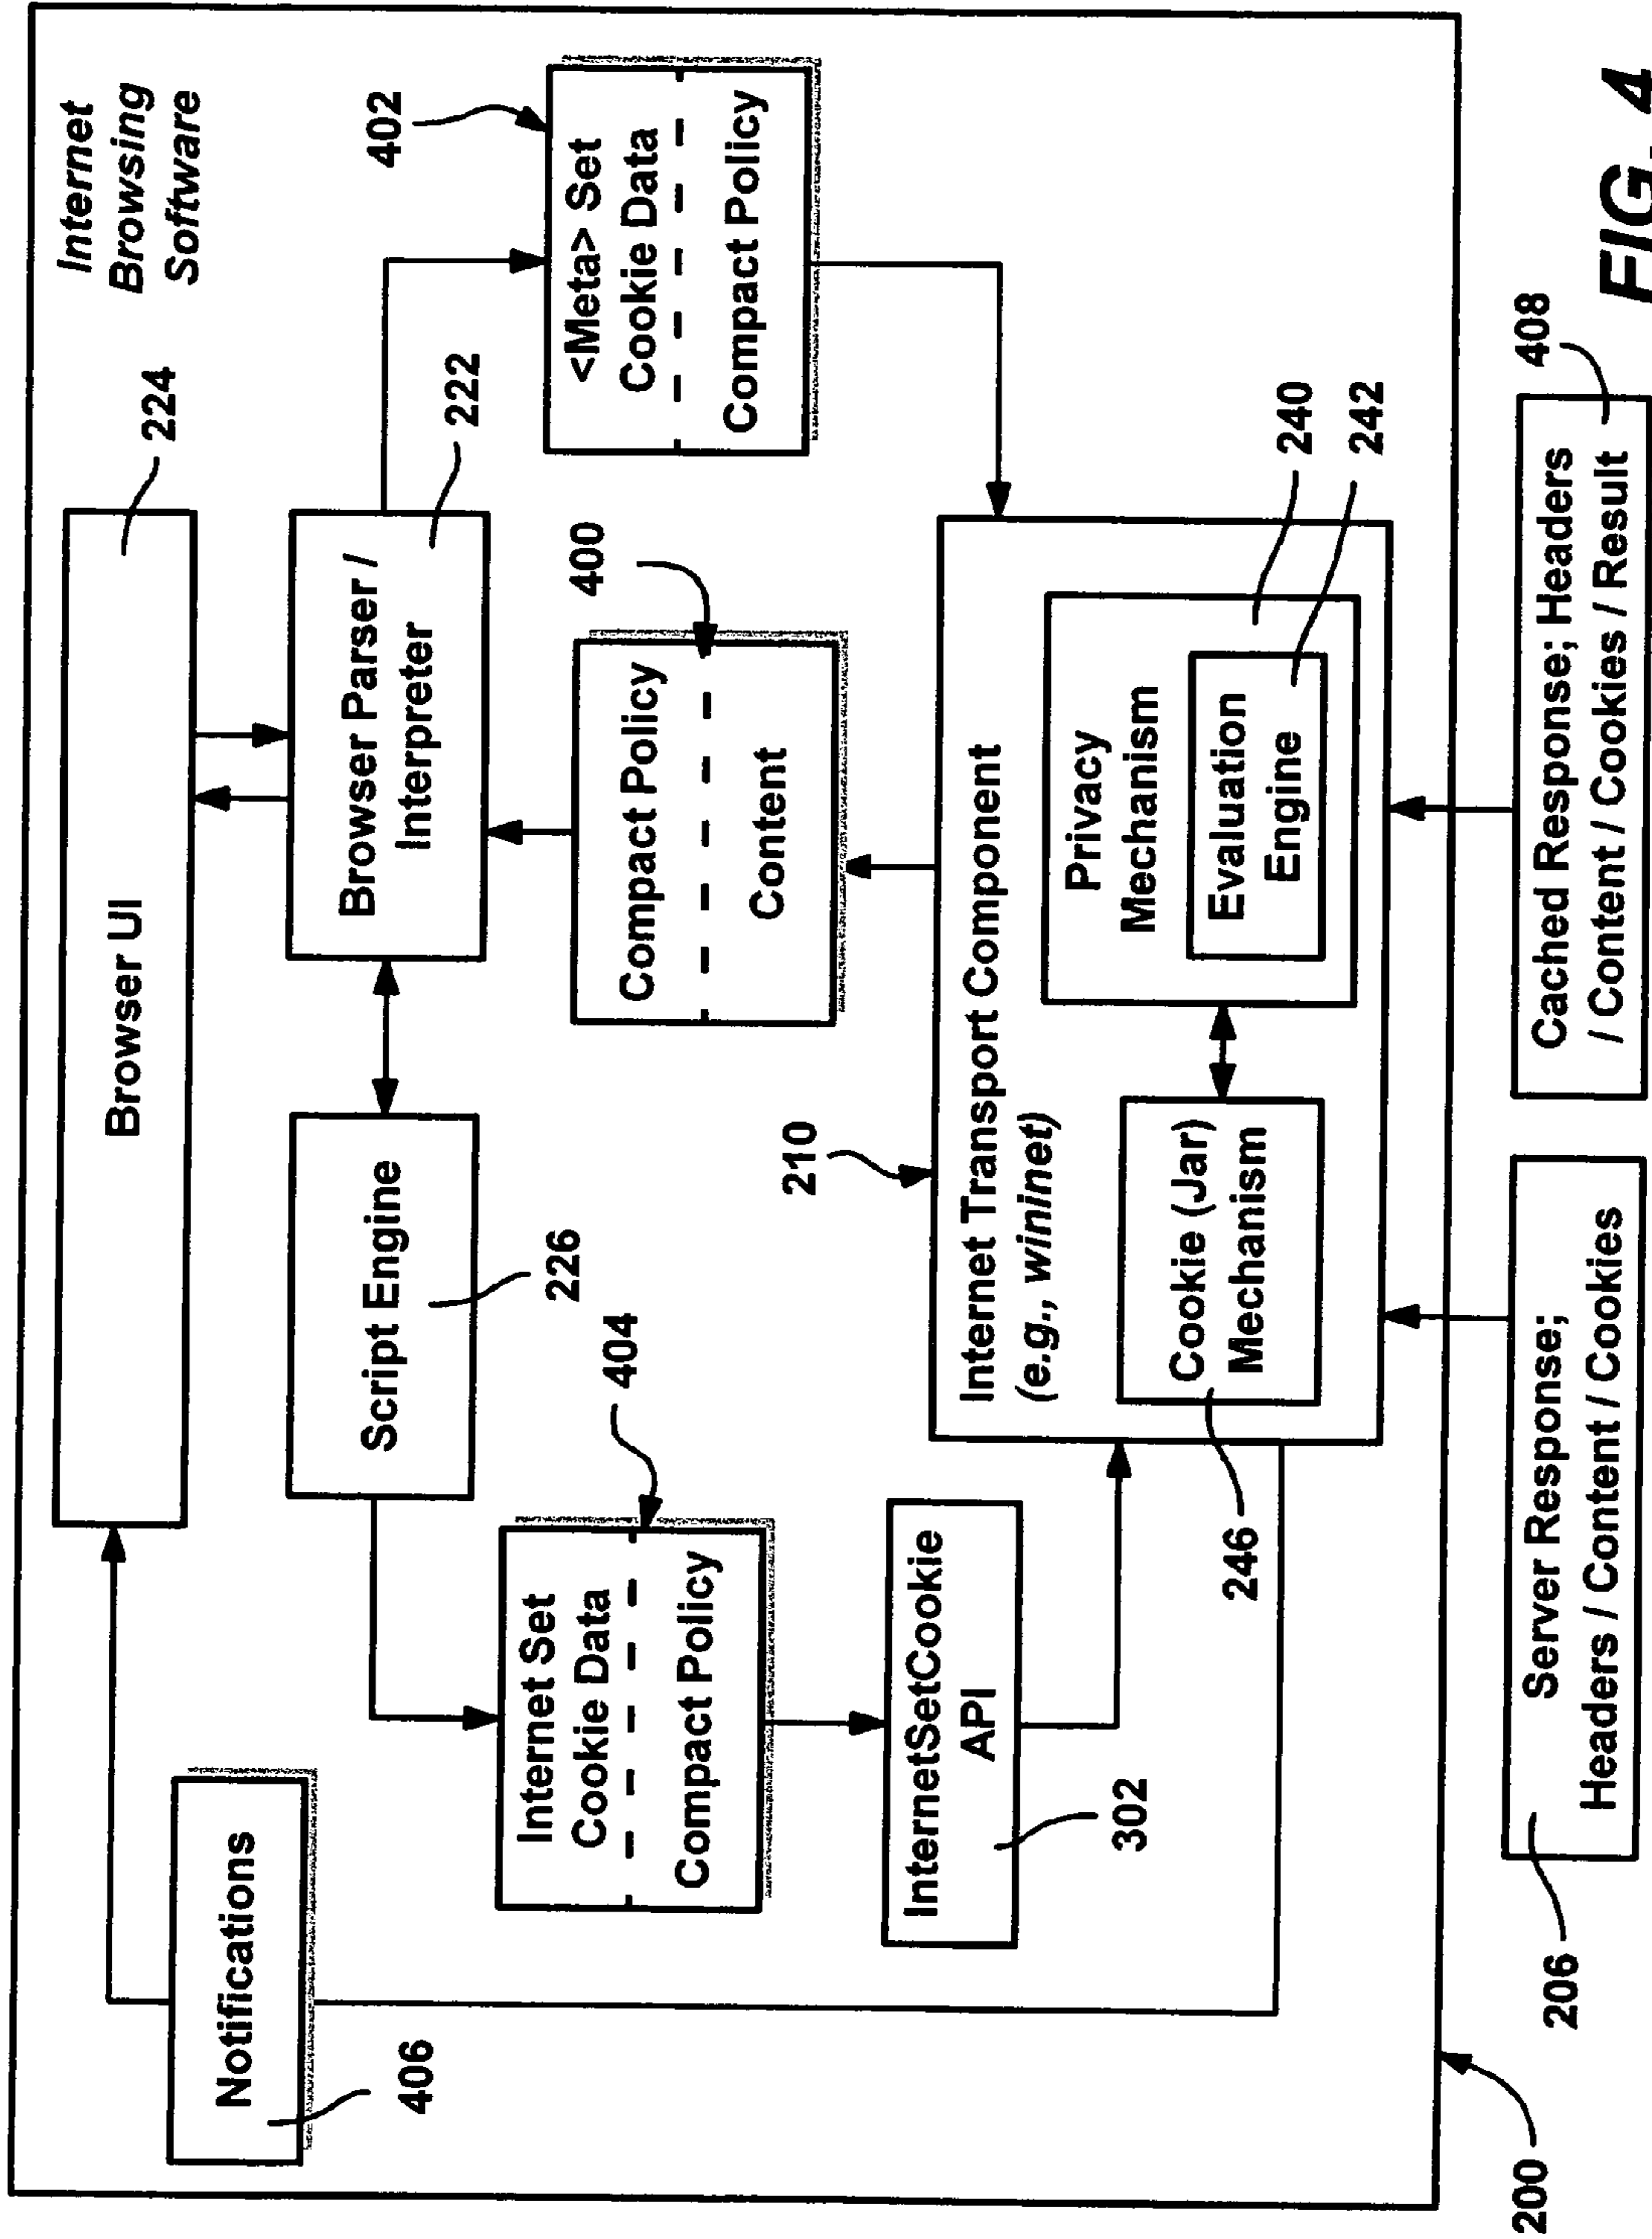 Internet
Browsing
Software
Notifications
406
Browser UI
224
Script Engine
226
Browser Parser /
Interpreter
222
<Meta> Set
Cookie Data
Compact Policy
402
Internet Set
Cookie Data
Compact Policy
404
Compact Policy
Content
400
InternetSetCookie
API
302
210
Internet Transport Component
(e.g., wininet)
Cookie (Jar)
Mechanism
246
Privacy
Mechanism
240
Evaluation
Engine
242
200
206
Server Response;
Headers / Content / Cookies
Cached Response; Headers
/ Content / Cookies / Result
408
FIG. 4